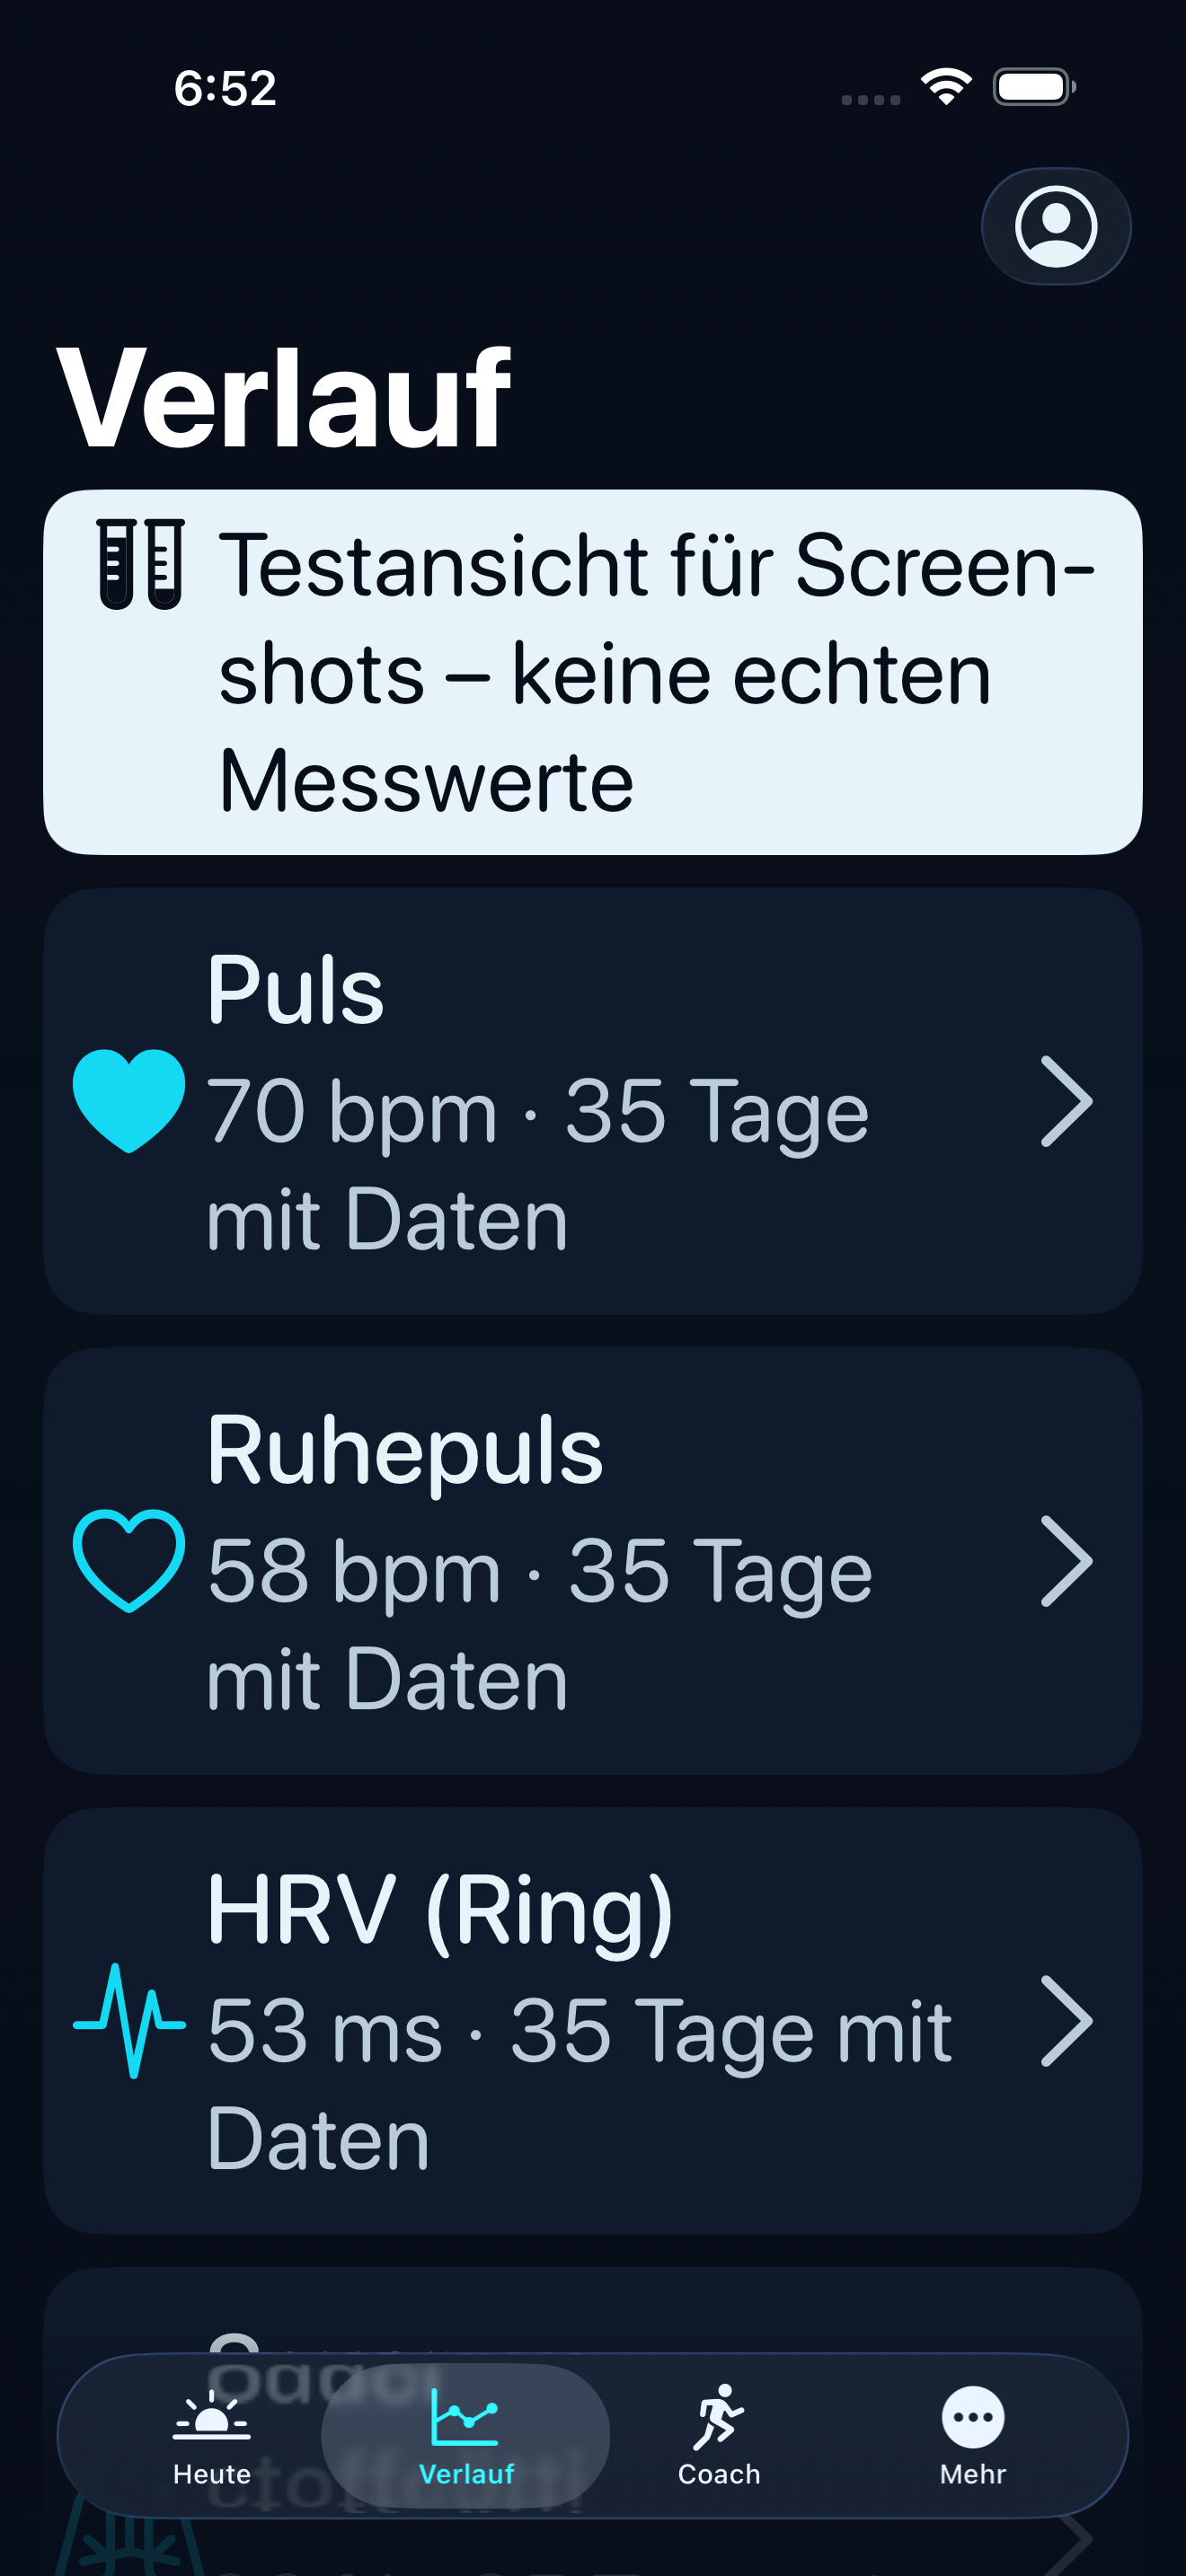 6:52
Verlauf
Testansicht für Screen-
shots – keine echten
Messwerte
Puls
70 bpm · 35 Tage
mit Daten
Ruhepuls
58 bpm · 35 Tage
mit Daten
HRV (Ring)
53 ms · 35 Tage mit
Daten
Heute
Verlauf
Coach
Mehr